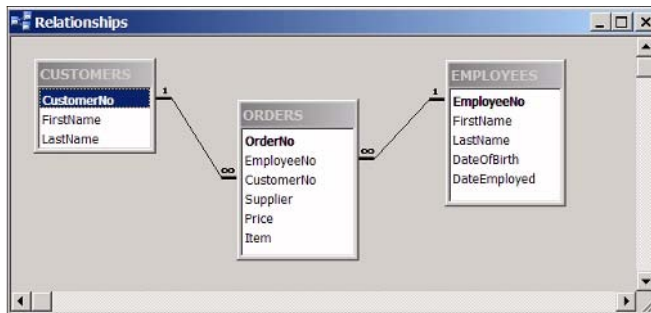 Relationships
CUSTOMERS
CustomerNo
FirstName
LastName
1
∞
ORDERS
OrderNo
EmployeeNo
CustomerNo
Supplier
Price
Item
∞
1
EMPLOYEES
EmployeeNo
FirstName
LastName
DateOfBirth
DateEmployed